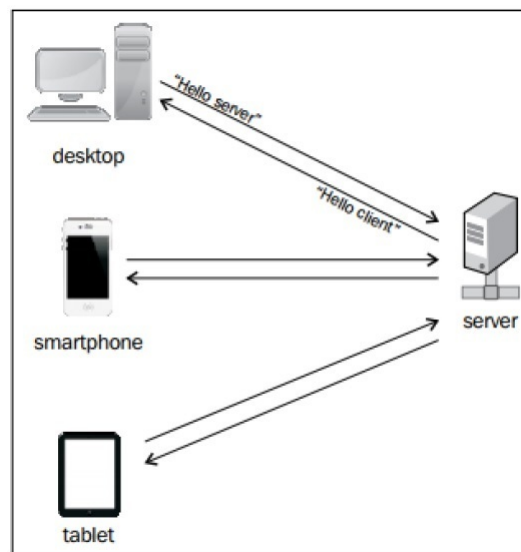 "Hello server"
desktop
"Hello client"
server
smartphone
tablet